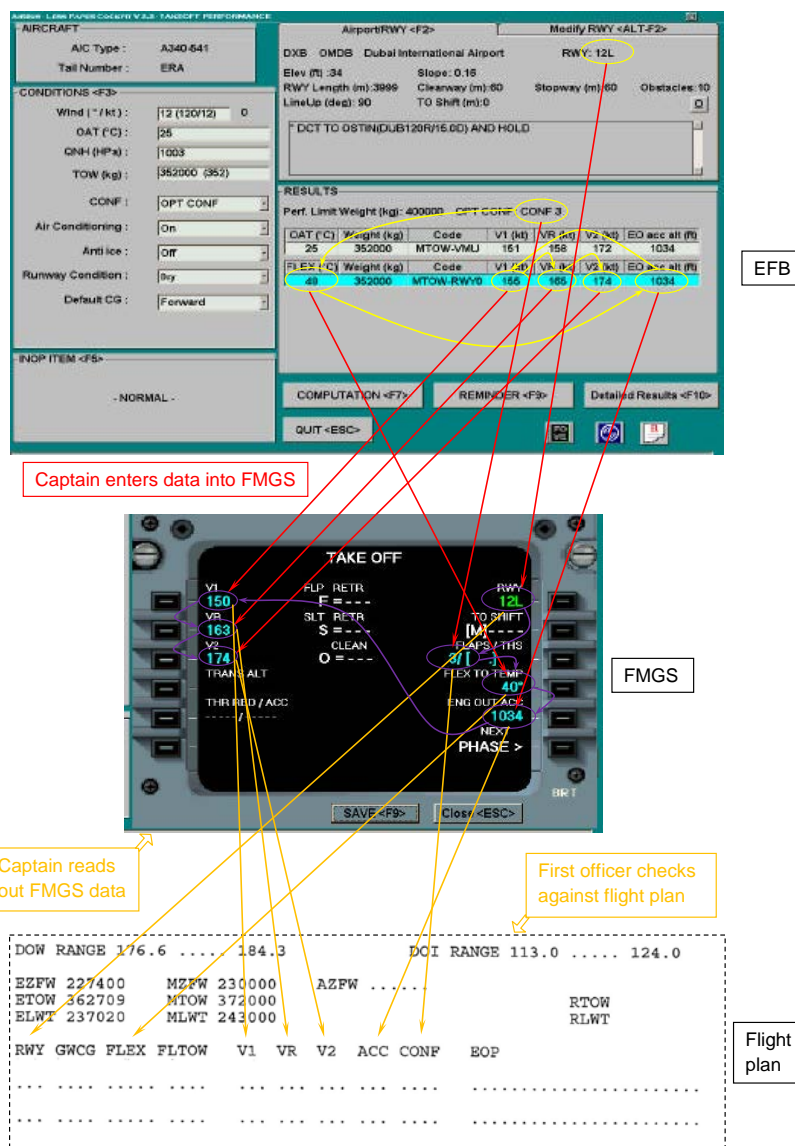 Airbus - Less Paper Cockpit V 3.3 - TAKEOFF PERFORMANCE
AIRCRAFT
A/C Type : A340-541
Tail Number : ERA
Airport/RWY <F2> Modify RWY <ALT-F2>
DXB OMDB Dubai International Airport RWY: 12L
Elev (ft) :34 Slope: 0.16
RWY Length (m):3999 Clearway (m):60 Stopway (m):60 Obstacles:10
LineUp (deg): 90 TO Shift (m):0
* DCT TO OSTIN(DUB120R/15.0D) AND HOLD
CONDITIONS <F3>
Wind ( ° / kt ) : 12 (120/12) 0
OAT (°C) : 25
QNH (HPa) : 1003
TOW (kg) : 352000 (352)
CONF : OPT CONF
Air Conditioning : On
Anti Ice : Off
Runway Condition : Dry
Default CG : Forward
RESULTS
Perf. Limit Weight (kg): 400000 OPT CONF CONF 3
OAT (°C) Weight (kg) Code V1 (kt) VR (kt) V2 (kt) EO acc alt (ft)
25 352000 MTOW-VMU 151 158 172 1034
FLEX (°C) Weight (kg) Code V1 (kt) VR (kt) V2 (kt) EO acc alt (ft)
352000 MTOW-RWY0 165 174 1034
INOP ITEM <F5>
- NORMAL -
COMPUTATION <F7> REMINDER <F9> Detailed Results <F10>
QUIT <ESC>
EFB
Captain enters data into FMGS
TAKE OFF
V1 FLP RETR RWY
150 F = - - - 12L
VR SLT RETR TO SHIFT
163 S = - - - [M] - - - -
V2 CLEAN FLAPS / THS
174 O = - - - 3/ [ ]
TRANS ALT FLEX TO TEMP
40°
THR RED / ACC ENG OUT ACC
- - - - - / - - - - - 1034
NEXT
PHASE >
BRT
SAVE <F9> Close <ESC>
FMGS
Captain reads
out FMGS data
First officer checks
against flight plan
DOW RANGE 176.6 ..... 184.3 DOI RANGE 113.0 ..... 124.0
EZFW 227400 MZFW 230000 AZFW ......
ETOW 362709 MTOW 372000 RTOW
ELWT 237020 MLWT 243000 RLWT
RWY GWCG FLEX FLTOW V1 VR V2 ACC CONF EOP
... .... ..... .... ... ... ... ... .... .......................
... .... ..... .... ... ... ... ... .... .......................
Flight
plan